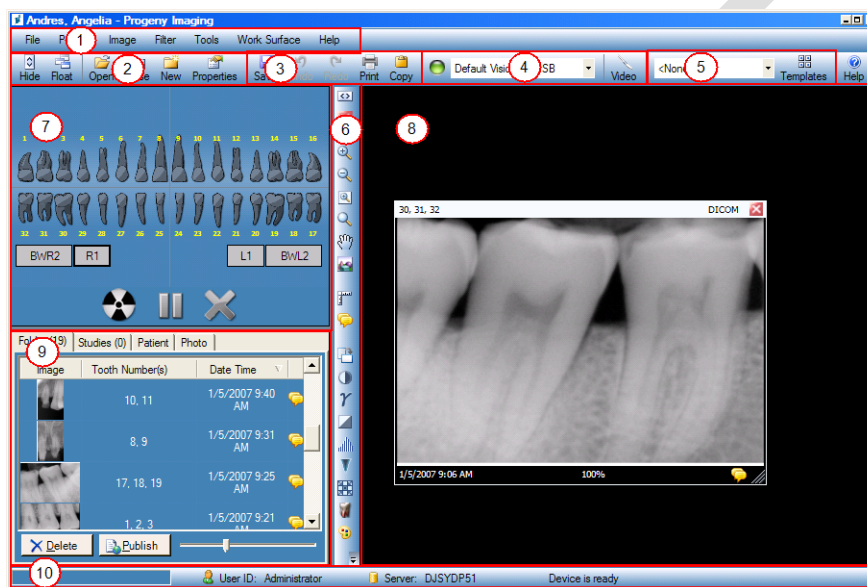 Andres, Angelia - Progeny Imaging
File Image Filter Tools Work Surface Help
1
Hide Float Open New Properties Print Copy Default Video Templates Help
2 3 4 5
7 6 8
1 3 4 5 6 7 8 9 10 11 12 13 14 15 16
32 31 30 29 28 27 26 25 24 23 22 21 20 19 18 17
BWR2 R1 L1 BWL2
30, 31, 32 DICOM
Studies (0) Patient Photo
9
Image Tooth Number(s) Date Time
10, 11 1/5/2007 9:40 AM
8, 9 1/5/2007 9:31 AM
17, 18, 19 1/5/2007 9:25 AM
1, 2, 3 1/5/2007 9:21
1/5/2007 9:06 AM 100%
Delete Publish
10
User ID: Administrator Server: DJSYDP51 Device is ready